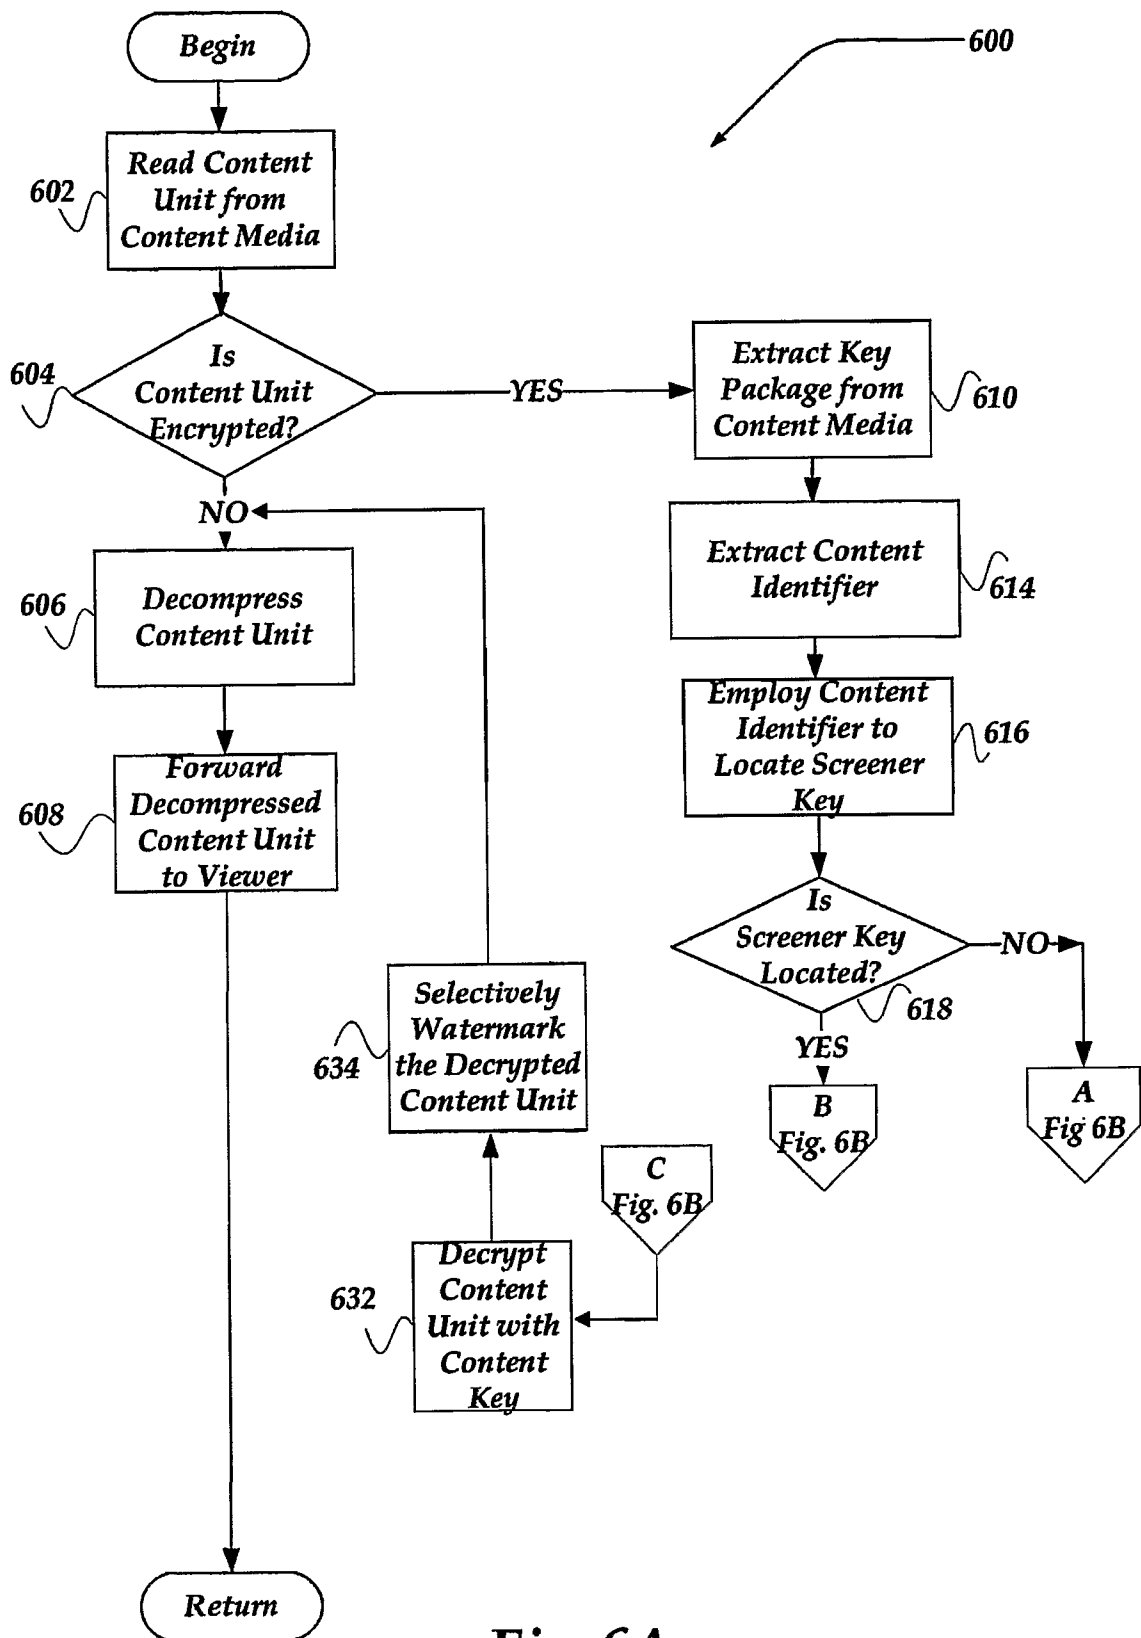 Begin
600
Read Content
Unit from
Content Media
602
Is
Content Unit
Encrypted?
604
YES
Extract Key
Package from
Content Media
610
NO
Extract Content
Identifier
614
Decompress
Content Unit
606
Employ Content
Identifier to
Locate Screener
Key
616
Forward
Decompressed
Content Unit
to Viewer
608
Is
Screener Key
Located?
618
NO
YES
A
Fig 6B
B
Fig. 6B
Selectively
Watermark
the Decrypted
Content Unit
634
C
Fig. 6B
Decrypt
Content
Unit with
Content
Key
632
Return
Fig. 6A